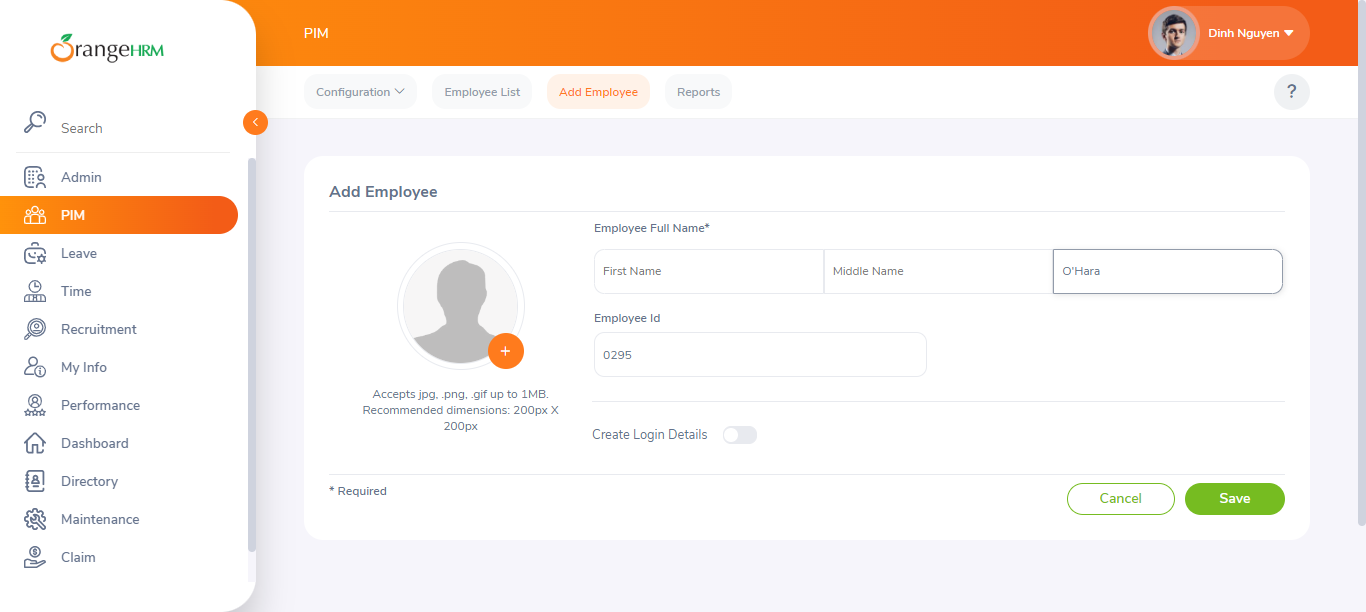 OrangeHRM
PIM
Dinh Nguyen
Configuration
Employee List
Add Employee
Reports
?
Search
Admin
PIM
Leave
Time
Recruitment
My Info
Performance
Dashboard
Directory
Maintenance
Claim
Add Employee
Employee Full Name*
First Name
Middle Name
O'Hara
Employee Id
0295
Accepts jpg, .png, .gif up to 1MB.
Recommended dimensions: 200px X
200px
Create Login Details
* Required
Cancel
Save